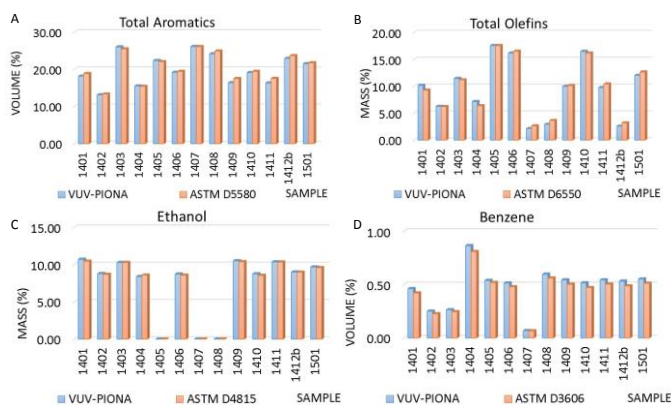 A
Total Aromatics
VOLUME (%)
30.00
20.00
10.00
0.00
1401 1402 1403 1404 1405 1406 1407 1408 1409 1410 1411 1412b 1501
VUV-PIONA ASTM D5580 SAMPLE
B
Total Olefins
MASS (%)
20.00
15.00
10.00
5.00
0.00
1401 1402 1403 1404 1405 1406 1407 1408 1409 1410 1411 1412b 1501
VUV-PIONA ASTM D6550 SAMPLE
C
Ethanol
MASS (%)
15.00
10.00
5.00
0.00
1401 1402 1403 1404 1405 1406 1407 1408 1409 1410 1411 1412b 1501
VUV-PIONA ASTM D4815 SAMPLE
D
Benzene
VOLUME (%)
1.00
0.50
0.00
1401 1402 1403 1404 1405 1406 1407 1408 1409 1410 1411 1412b 1501
VUV-PIONA ASTM D3606 SAMPLE